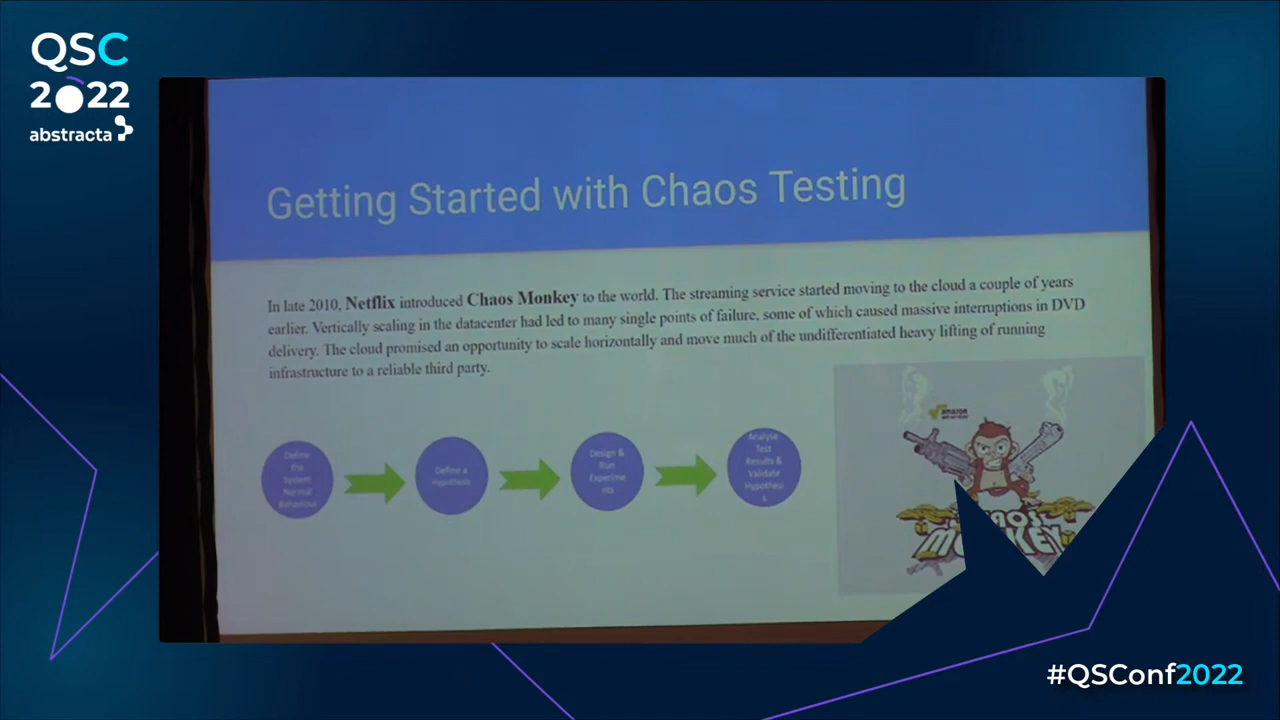 QSC
2022
abstracta
Getting Started with Chaos Testing
In late 2010, Netflix introduced Chaos Monkey to the world. The streaming service started moving to the cloud a couple of years
earlier. Vertically scaling in the datacenter had led to many single points of failure, some of which caused massive interruptions in DVD
delivery. The cloud promised an opportunity to scale horizontally and move much of the undifferentiated heavy lifting of running
infrastructure to a reliable third party.
Define
the
System
Normal
Behaviour
Define a
Hypothesis
Design &
Run
Experime
nts
Analyse
Test
Results &
Validate
Hypothesi
s
amazon
CHAOS
MONKEY
#QSConf2022